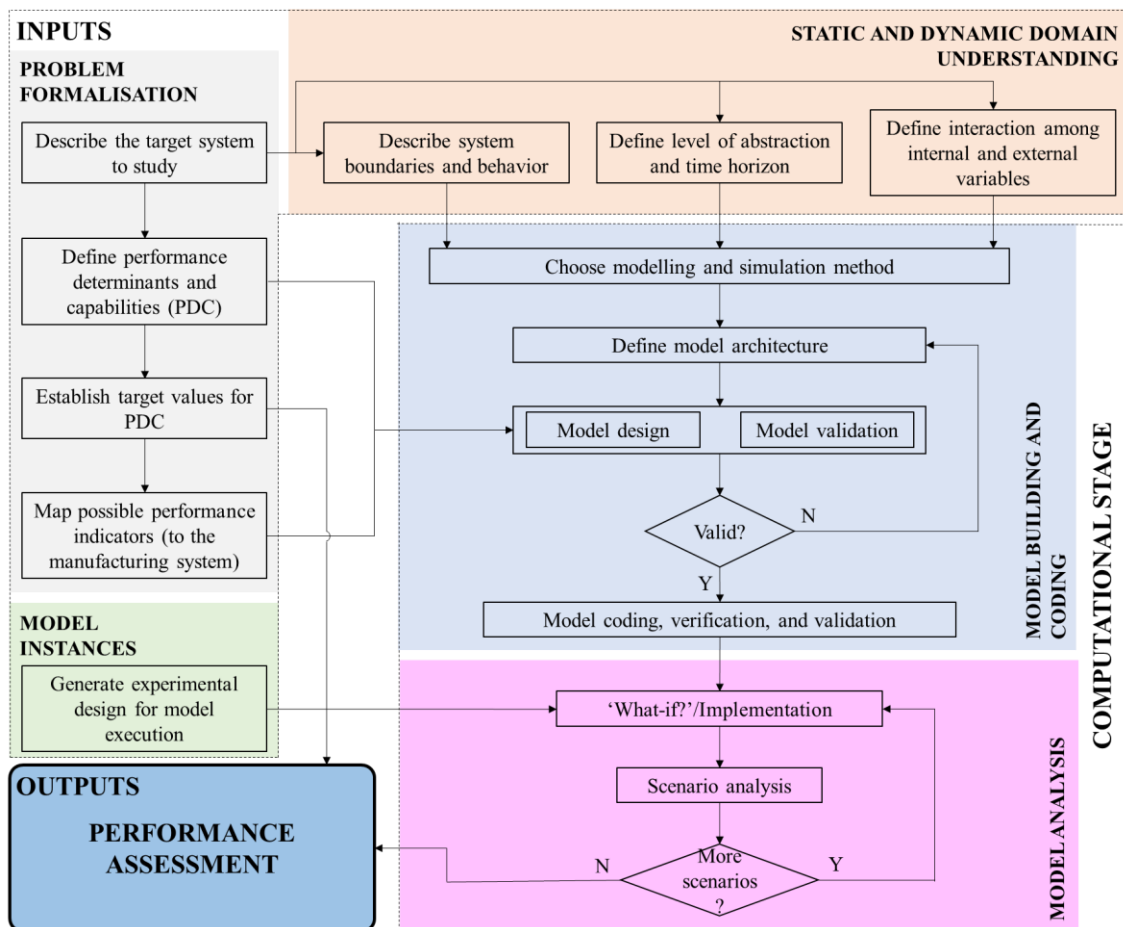 INPUTS
PROBLEM
FORMALISATION
Describe the target system
to study
Define performance
determinants and
capabilities (PDC)
Establish target values for
PDC
Map possible performance
indicators (to the
manufacturing system)
MODEL
INSTANCES
Generate experimental
design for model
execution
OUTPUTS
PERFORMANCE
ASSESSMENT
STATIC AND DYNAMIC DOMAIN
UNDERSTANDING
Describe system
boundaries and behavior
Define level of abstraction
and time horizon
Define interaction among
internal and external
variables
Choose modelling and simulation method
Define model architecture
Model design
Model validation
Valid?
N
Y
Model coding, verification, and validation
MODEL BUILDING AND
CODING
‘What-if?’/Implementation
Scenario analysis
More
scenarios
?
N
Y
MODEL ANALYSIS
COMPUTATIONAL STAGE